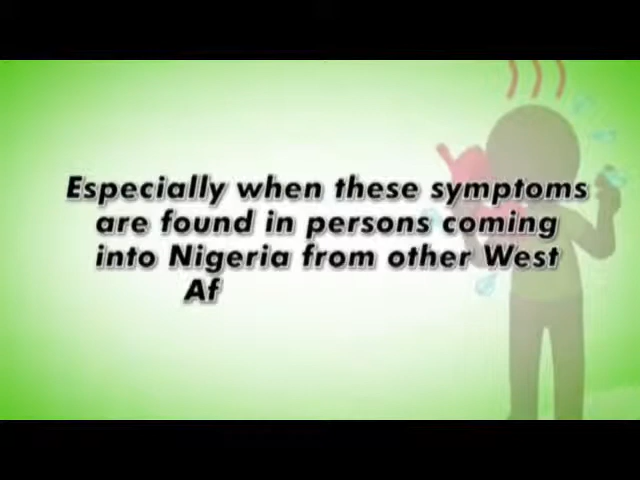 Especially when these symptoms
are found in persons coming
into Nigeria from other West
Af